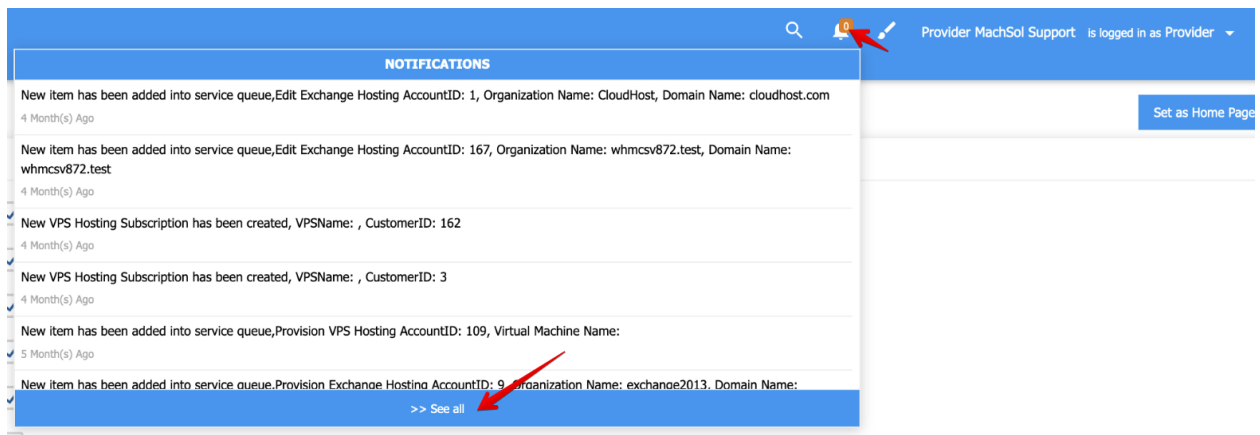 0
Provider MachSol Support is logged in as Provider
NOTIFICATIONS
New item has been added into service queue,Edit Exchange Hosting AccountID: 1, Organization Name: CloudHost, Domain Name: cloudhost.com
4 Month(s) Ago
Set as Home Page
New item has been added into service queue,Edit Exchange Hosting AccountID: 167, Organization Name: whmcsv872.test, Domain Name:
whmcsv872.test
4 Month(s) Ago
New VPS Hosting Subscription has been created, VPSName: , CustomerID: 162
4 Month(s) Ago
New VPS Hosting Subscription has been created, VPSName: , CustomerID: 3
4 Month(s) Ago
New item has been added into service queue,Provision VPS Hosting AccountID: 109, Virtual Machine Name:
5 Month(s) Ago
New item has been added into service queue,Provision Exchange Hosting AccountID: 9, Organization Name: exchange2013, Domain Name:
>> See all